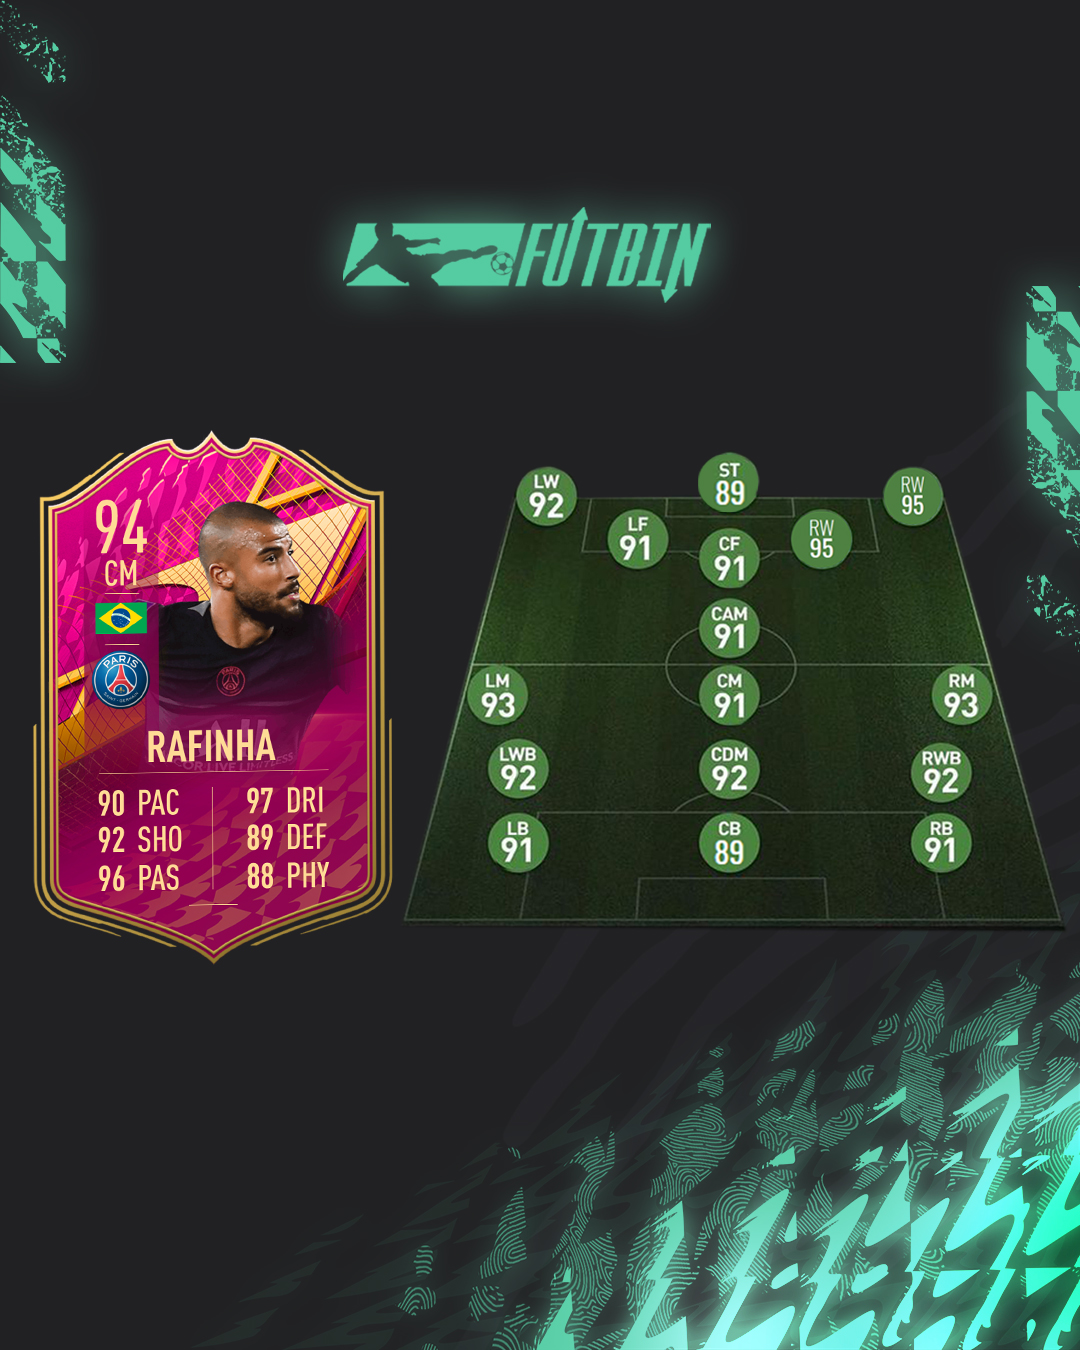 FUTBIN
94
CM
PARIS
SAINT-GERMAIN
RAFINHA
90 PAC
92 SHO
96 PAS
97 DRI
89 DEF
88 PHY
LW
92
ST
89
RW
95
LF
91
RW
95
CF
91
CAM
91
LM
93
CM
91
RM
93
LWB
92
CDM
92
RWB
92
LB
91
CB
89
RB
91